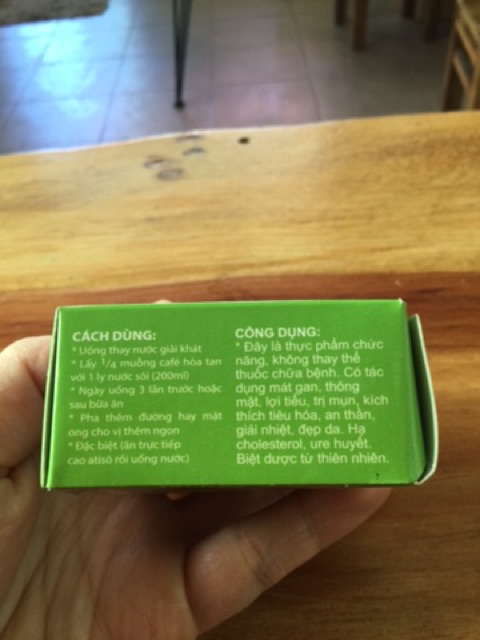 CÁCH DÙNG:
* Uống thay nước giải khát
* Lấy 1/4 muỗng café hòa tan
với 1 ly nước sôi (200ml)
* Ngày uống 3 lần trước hoặc
sau bữa ăn
* Pha thêm đường hay mật
ong cho vị thêm ngon
* Đặc biệt (ăn trực tiếp
cao atisô rồi uống nước)
CÔNG DỤNG:
* Đây là thực phẩm chức
năng, không thay thế
thuốc chữa bệnh. Có tác
dụng mát gan, thông
mật, lợi tiểu, trị mụn, kích
thích tiêu hóa, an thần,
giải nhiệt, đẹp da. Hạ
cholesterol, ure huyết.
Biệt dược từ thiên nhiên.